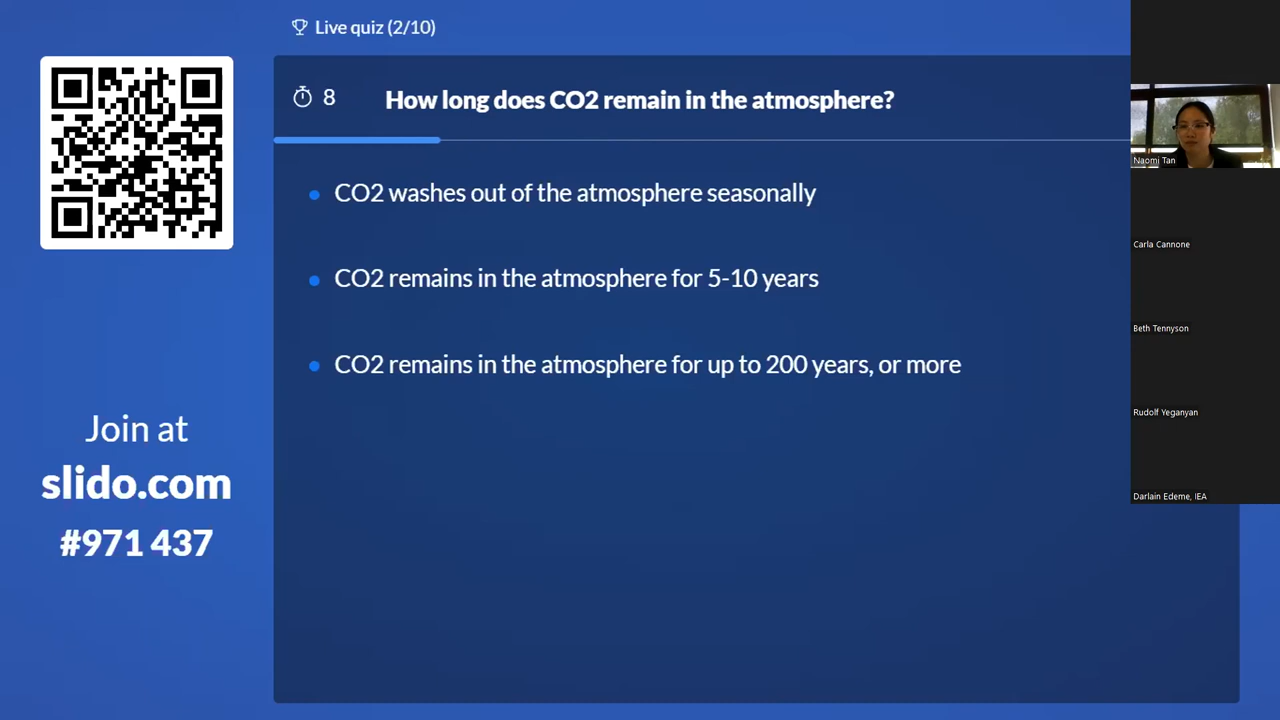 Live quiz (2/10)
8
How long does CO2 remain in the atmosphere?
CO2 washes out of the atmosphere seasonally
CO2 remains in the atmosphere for 5-10 years
CO2 remains in the atmosphere for up to 200 years, or more
Join at
slido.com
#971 437
Naomi Tan
Carla Cannone
Beth Tennyson
Rudolf Yeganyan
Darlain Edeme, IEA